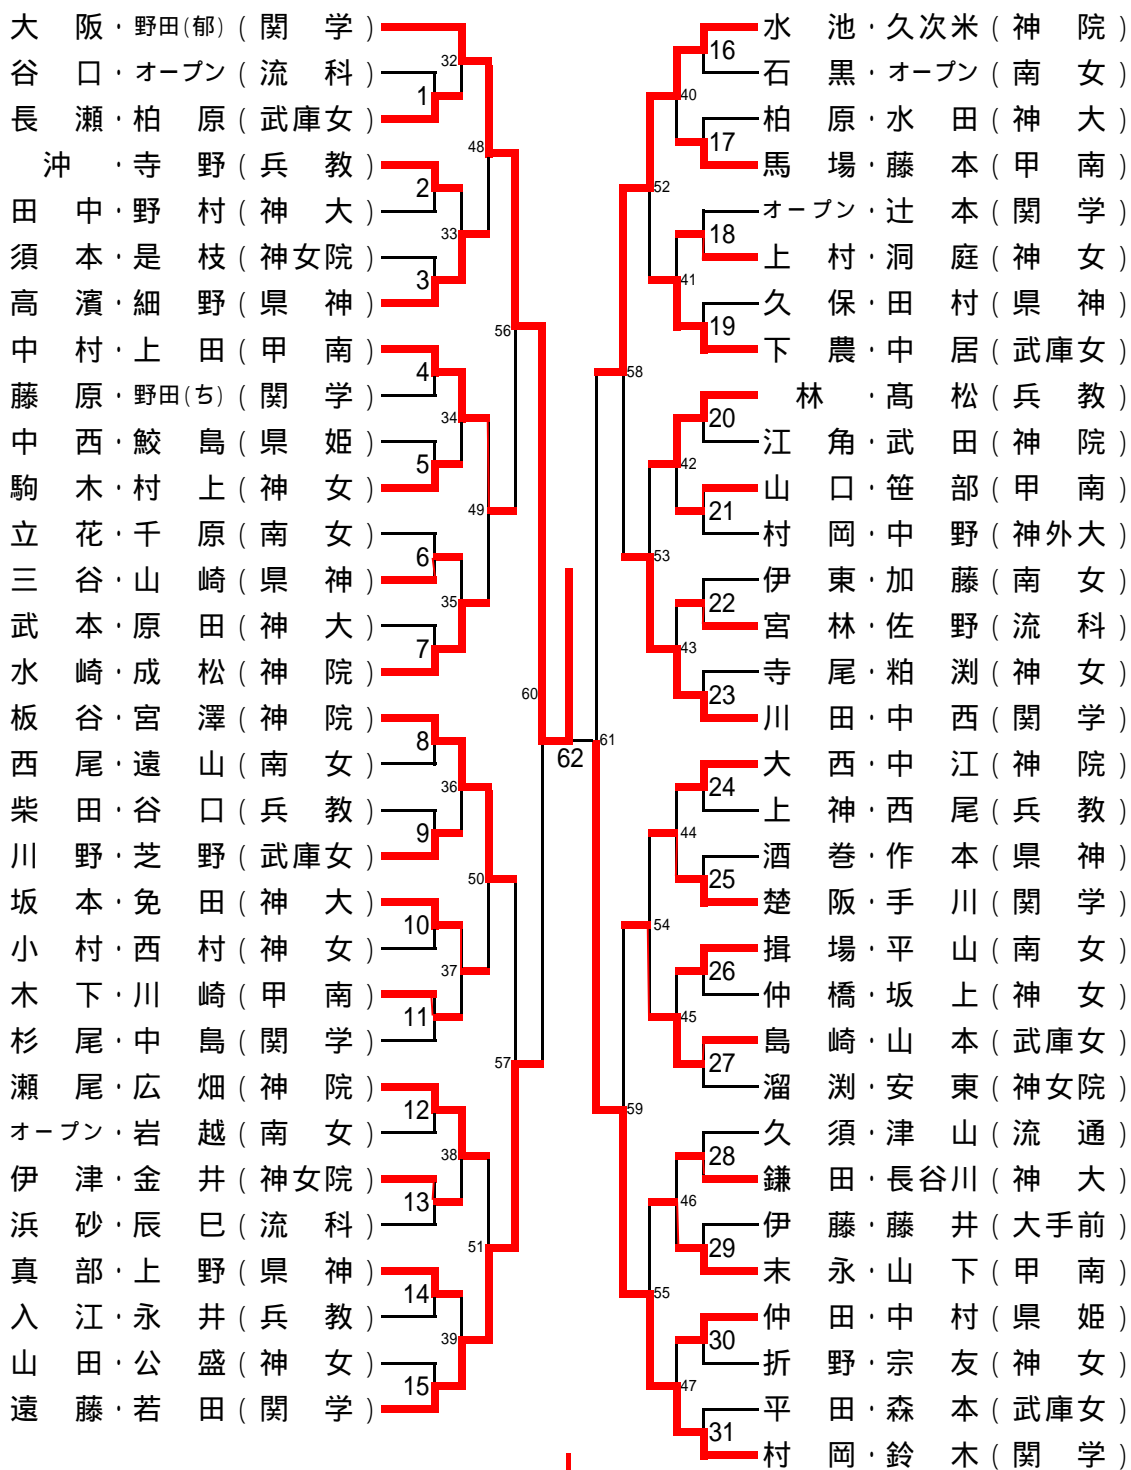 大阪・野田(郁) (関学)
谷口・オープン (流科)
長瀬・柏原 (武庫女)
沖・寺野 (兵教)
田中・野村 (神大)
須本・是枝 (神女院)
高濱・細野 (県神)
中村・上田 (甲南)
藤原・野田(ち) (関学)
中西・鮫島 (県姫)
駒木・村上 (神女)
立花・千原 (南女)
三谷・山崎 (県神)
武本・原田 (神大)
水崎・成松 (神院)
板谷・宮澤 (神院)
西尾・遠山 (南女)
柴田・谷口 (兵教)
川野・芝野 (武庫女)
坂本・免田 (神大)
小村・西村 (神女)
木下・川崎 (甲南)
杉尾・中島 (関学)
瀬尾・広畑 (神院)
オープン・岩越 (南女)
伊津・金井 (神女院)
浜砂・辰巳 (流科)
真部・上野 (県神)
入江・永井 (兵教)
山田・公盛 (神女)
遠藤・若田 (関学)
1
2
3
4
5
6
7
8
9
10
11
12
13
14
15
32
33
34
35
36
37
38
39
48
49
50
51
56
57
60
62
61
58
59
52
53
54
55
40
41
42
43
44
45
46
47
16
17
18
19
20
21
22
23
24
25
26
27
28
29
30
31
水池・久次米 (神院)
石黒・オープン (南女)
柏原・水田 (神大)
馬場・藤本 (甲南)
オープン・辻本 (関学)
上村・洞庭 (神女)
久保・田村 (県神)
下農・中居 (武庫女)
林・髙松 (兵教)
江角・武田 (神院)
山口・笹部 (甲南)
村岡・中野 (神外大)
伊東・加藤 (南女)
宮林・佐野 (流科)
寺尾・粕渕 (神女)
川田・中西 (関学)
大西・中江 (神院)
上神・西尾 (兵教)
酒巻・作本 (県神)
楚阪・手川 (関学)
揖場・平山 (南女)
仲橋・坂上 (神女)
島崎・山本 (武庫女)
溜渕・安東 (神女院)
久須・津山 (流通)
鎌田・長谷川 (神大)
伊藤・藤井 (大手前)
末永・山下 (甲南)
仲田・中村 (県姫)
折野・宗友 (神女)
平田・森本 (武庫女)
村岡・鈴木 (関学)